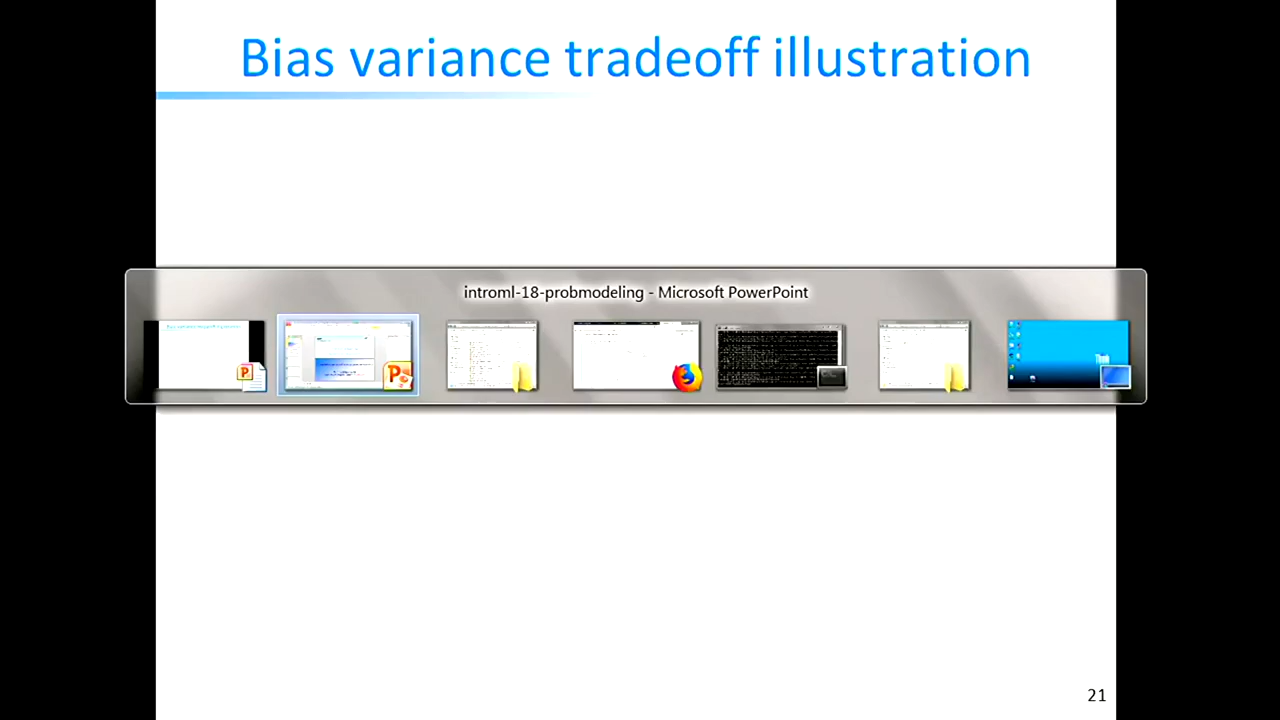 Bias variance tradeoff illustration
introml-18-probmodeling - Microsoft PowerPoint
21